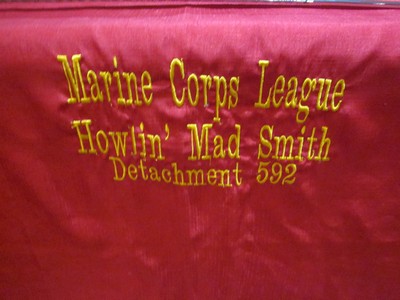 Marine Corps League
Howlin' Mad Smith
Detachment 592